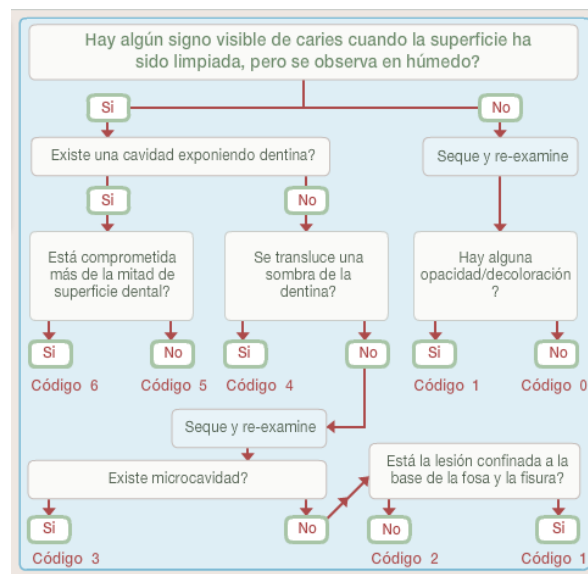 Hay algún signo visible de caries cuando la superficie ha
sido limpiada, pero se observa en húmedo?
Si
No
Existe una cavidad exponiendo dentina?
Seque y re-examine
Si
No
Está comprometida
más de la mitad de
superficie dental?
Se transluce una
sombra de la
dentina?
Hay alguna
opacidad/decoloración
?
Si
No
Si
No
Si
No
Código 6
Código 5
Código 4
Código 1
Código 0
Seque y re-examine
Existe microcavidad?
Está la lesión confinada a la
base de la fosa y la fisura?
Si
No
No
Si
Código 3
Código 2
Código 1